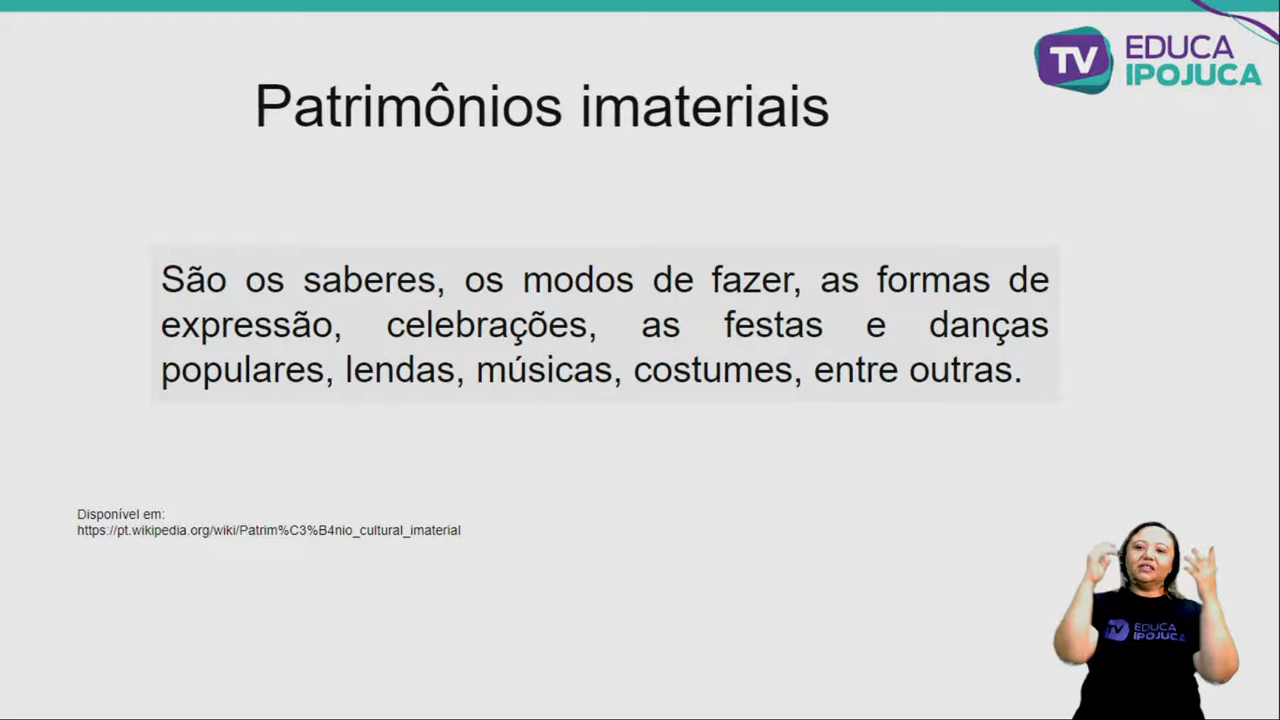 TV EDUCA
IPOJUCA
Patrimônios imateriais
São os saberes, os modos de fazer, as formas de
expressão, celebrações, as festas e danças
populares, lendas, músicas, costumes, entre outras.
Disponível em:
https://pt.wikipedia.org/wiki/Patrim%C3%B4nio_cultural_imaterial
TV EDUCA
IPOJUCA